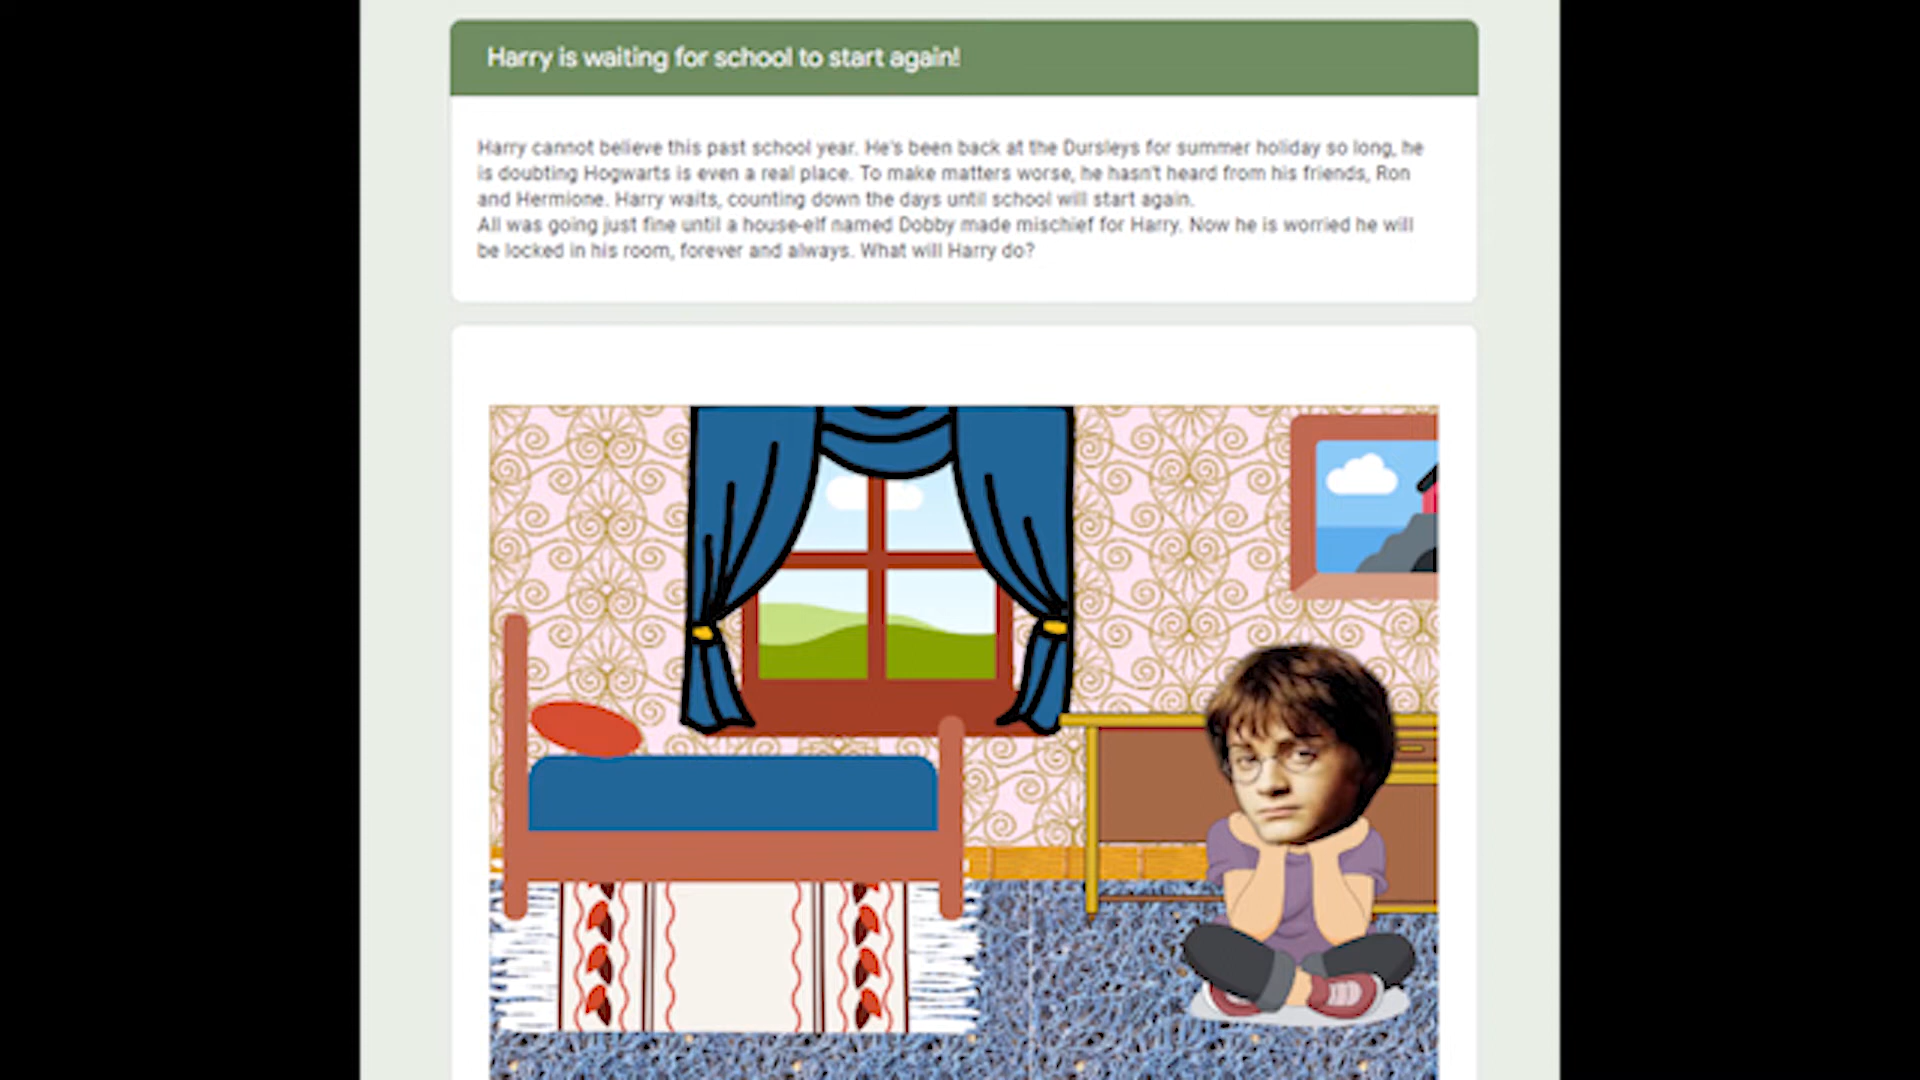 Harry is waiting for school to start again!
Harry cannot believe this past school year. He's been back at the Dursleys for summer holiday so long, he
is doubting Hogwarts is even a real place. To make matters worse, he hasn't heard from his friends, Ron
and Hermione. Harry waits, counting down the days until school will start again.
All was going just fine until a house-elf named Dobby made mischief for Harry. Now he is worried he will
be locked in his room, forever and always. What will Harry do?